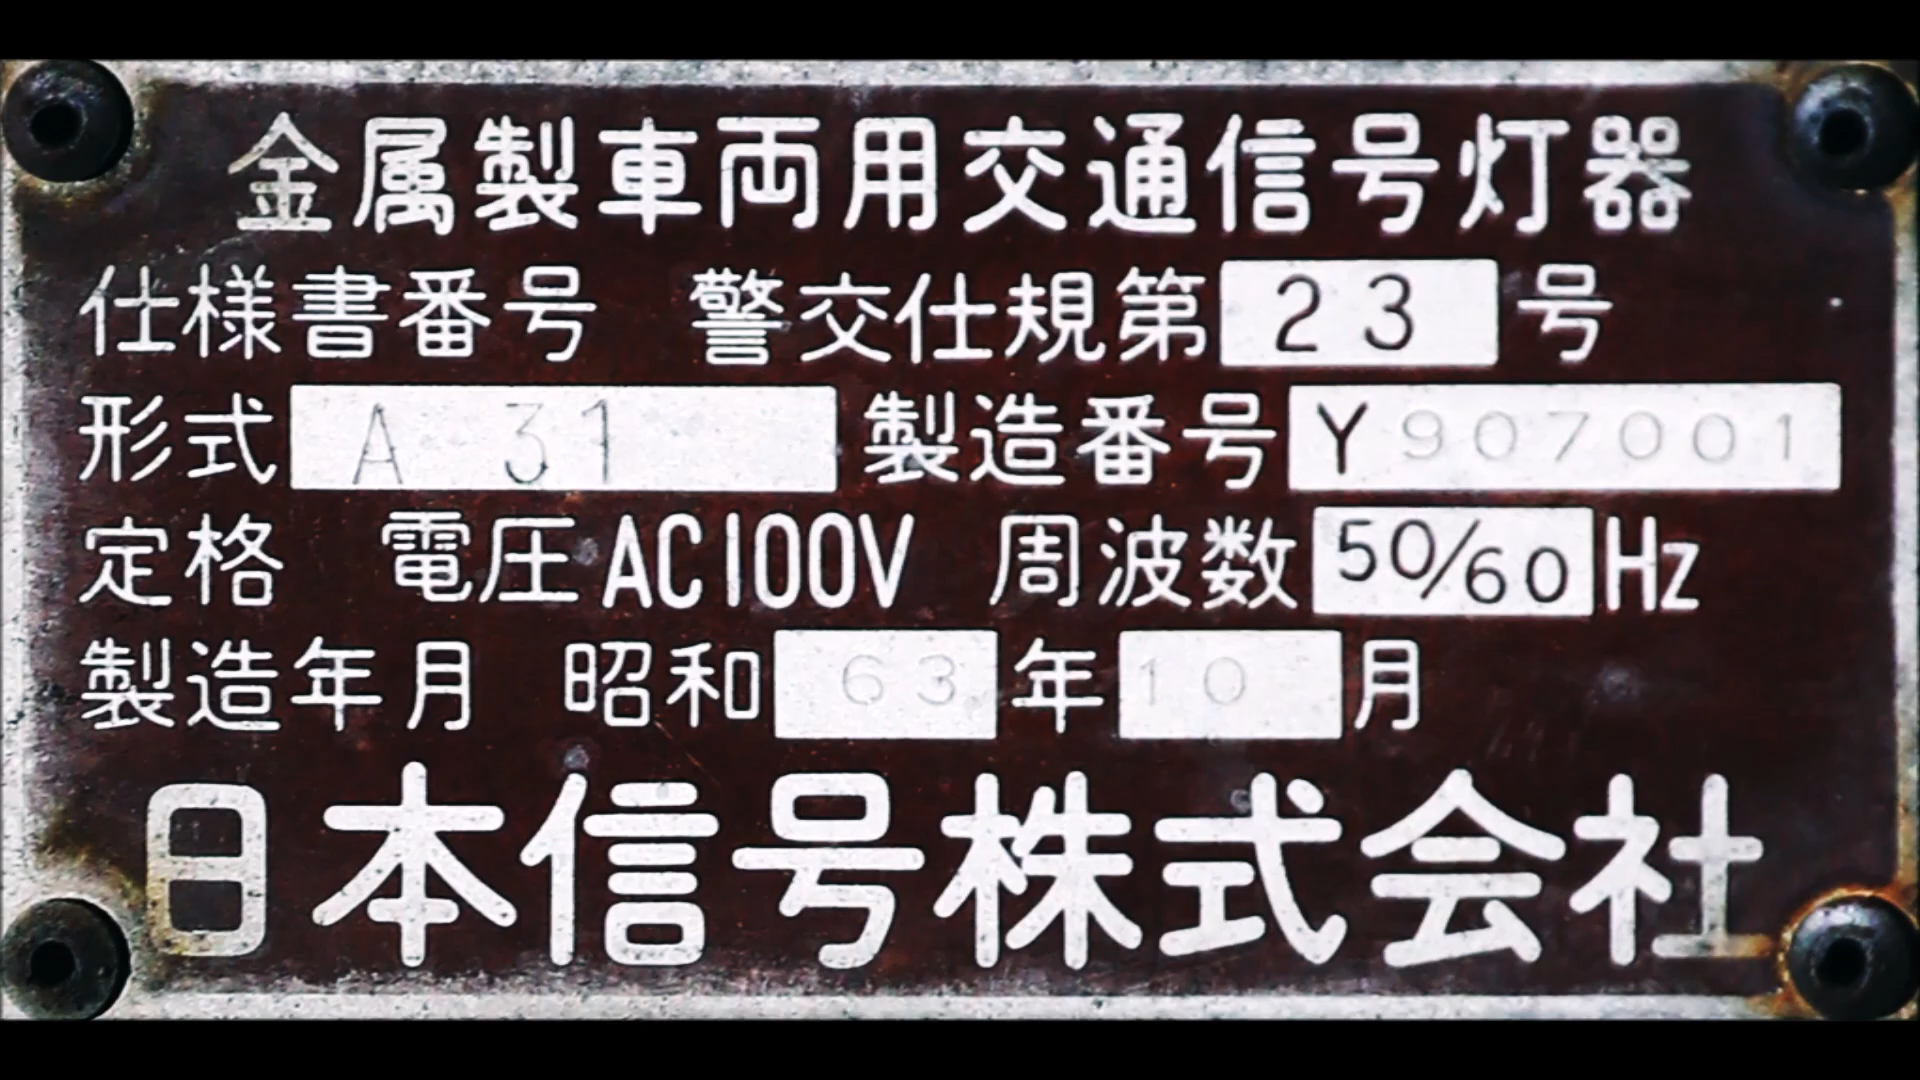 金属製車両用交通信号灯器
仕様書番号 警交仕規第 23 号
形式 A 31 製造番号 Y907001
定格 電圧 AC100V 周波数 50/60 Hz
製造年月 昭和 63 年 10 月
日本信号株式会社